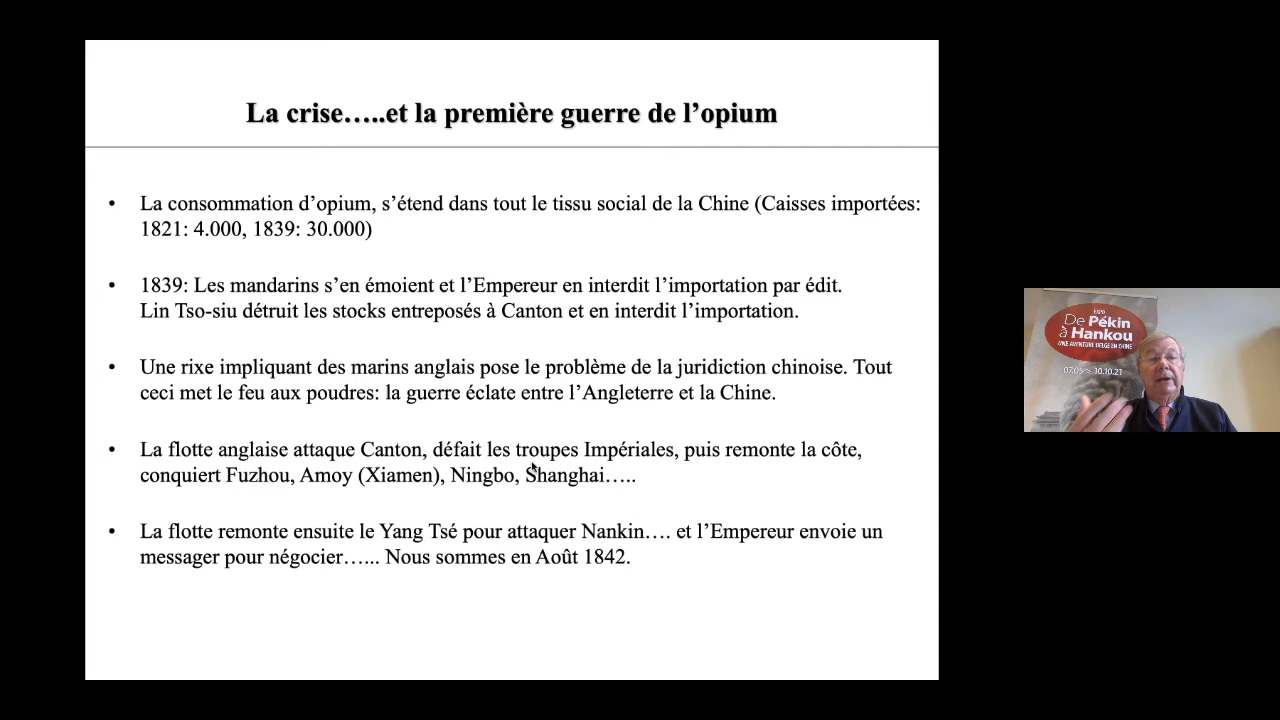 La crise…..et la première guerre de l’opium
• La consommation d’opium, s’étend dans tout le tissu social de la Chine (Caisses importées:
1821: 4.000, 1839: 30.000)
• 1839: Les mandarins s’en émoient et l’Empereur en interdit l’importation par édit.
Lin Tso-siu détruit les stocks entreposés à Canton et en interdit l’importation.
• Une rixe impliquant des marins anglais pose le problème de la juridiction chinoise. Tout
ceci met le feu aux poudres: la guerre éclate entre l’Angleterre et la Chine.
• La flotte anglaise attaque Canton, défait les troupes Impériales, puis remonte la côte,
conquiert Fuzhou, Amoy (Xiamen), Ningbo, Shanghai…..
• La flotte remonte ensuite le Yang Tsé pour attaquer Nankin…. et l’Empereur envoie un
messager pour négocier…... Nous sommes en Août 1842.
EXPO
De Pékin
à Hankou
UNE AVENTURE BELGE EN CHINE
07.05 > 10.10.21